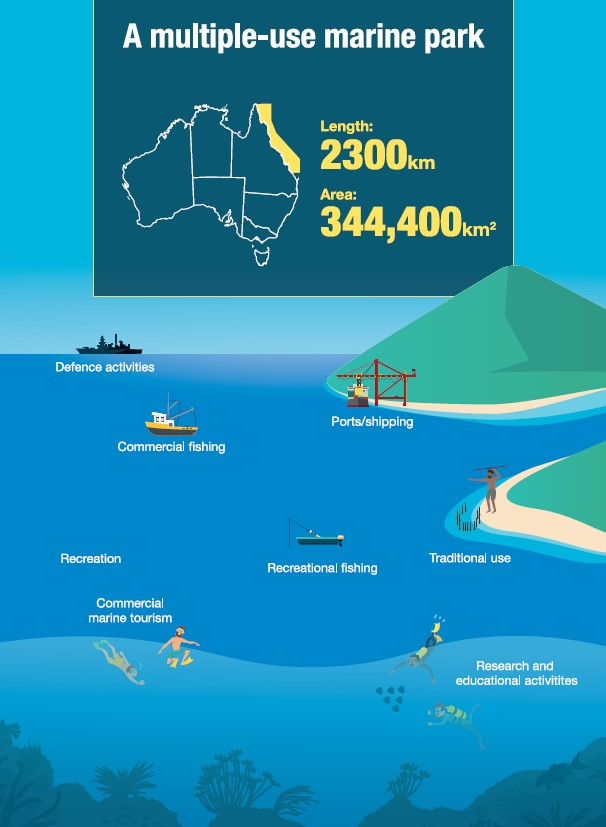 A multiple-use marine park
Length:
2300km
Area:
344,400km²
Defence activities
Commercial fishing
Ports/shipping
Recreation
Recreational fishing
Traditional use
Commercial
marine tourism
Research and
educational activitites